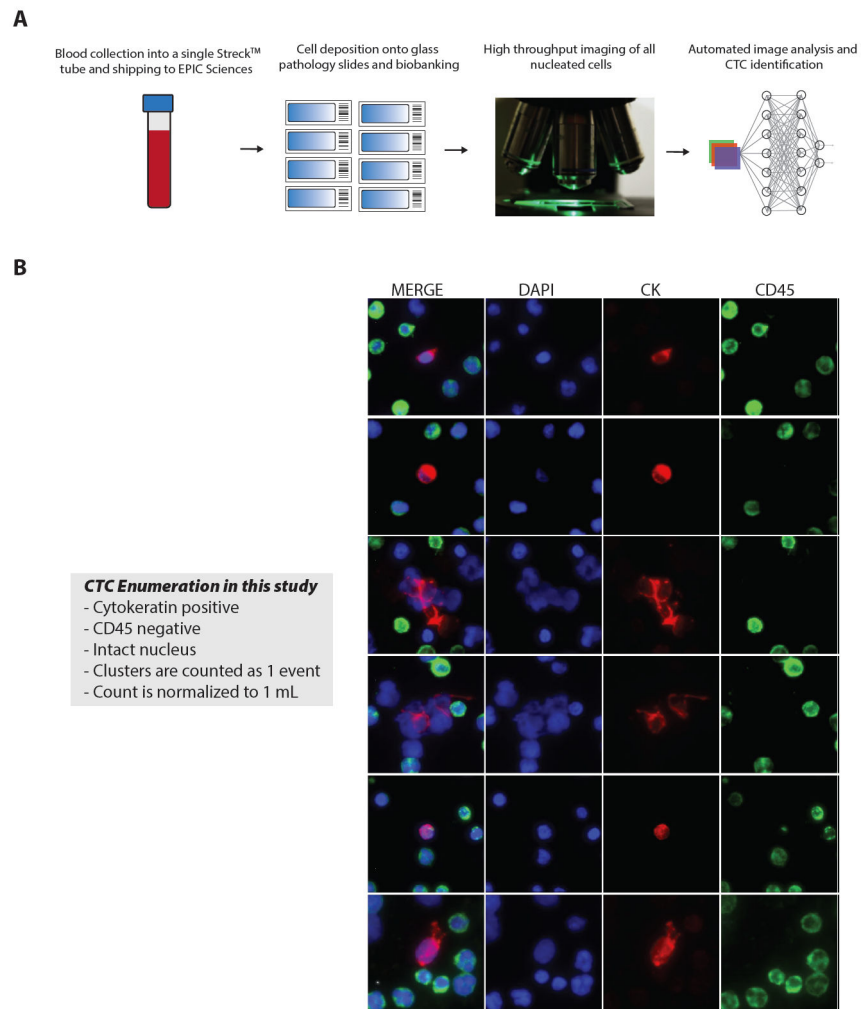 A
Blood collection into a single Streck™
tube and shipping to EPIC Sciences
Cell deposition onto glass
pathology slides and biobanking
High throughput imaging of all
nucleated cells
Automated image analysis and
CTC identification
B
MERGE DAPI CK CD45
CTC Enumeration in this study
- Cytokeratin positive
- CD45 negative
- Intact nucleus
- Clusters are counted as 1 event
- Count is normalized to 1 mL